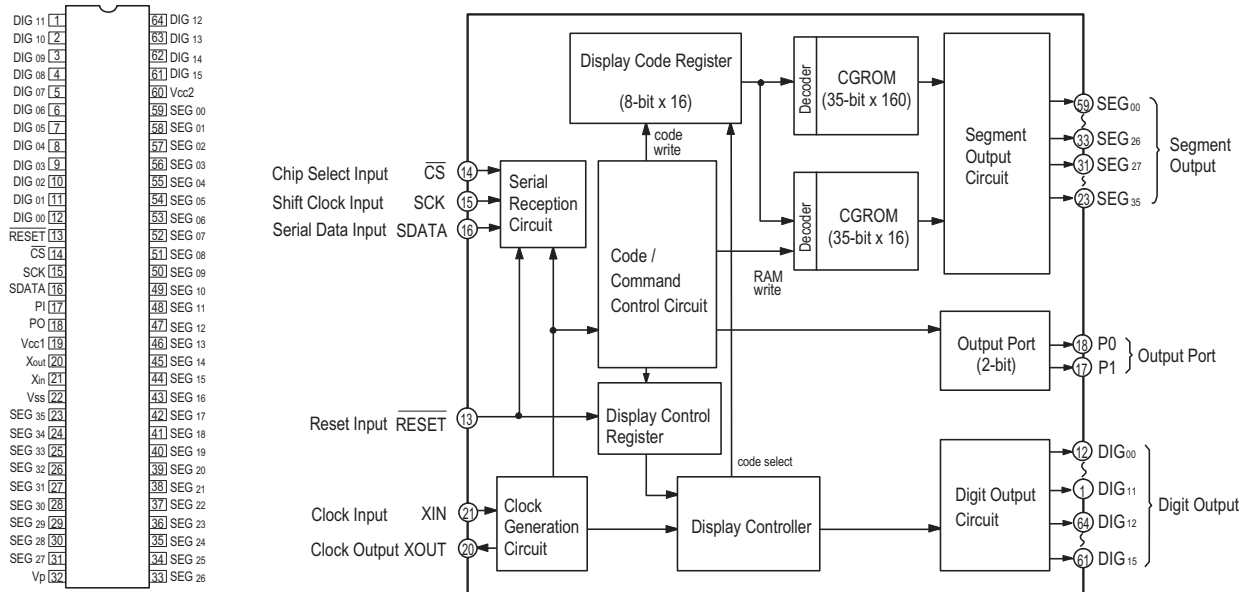 DIG 11 1 64 DIG 12
DIG 10 2 63 DIG 13
DIG 09 3 62 DIG 14
DIG 08 4 61 DIG 15
DIG 07 5 60 Vcc2
DIG 06 6 59 SEG 00
DIG 05 7 58 SEG 01
DIG 04 8 57 SEG 02
DIG 03 9 56 SEG 03
DIG 02 10 55 SEG 04
DIG 01 11 54 SEG 05
DIG 00 12 53 SEG 06
RESET 13 52 SEG 07
CS 14 51 SEG 08
SCK 15 50 SEG 09
SDATA 16 49 SEG 10
PI 17 48 SEG 11
PO 18 47 SEG 12
Vcc1 19 46 SEG 13
Xout 20 45 SEG 14
Xin 21 44 SEG 15
Vss 22 43 SEG 16
SEG 35 23 42 SEG 17
SEG 34 24 41 SEG 18
SEG 33 25 40 SEG 19
SEG 32 26 39 SEG 20
SEG 31 27 38 SEG 21
SEG 30 28 37 SEG 22
SEG 29 29 36 SEG 23
SEG 28 30 35 SEG 24
SEG 27 31 34 SEG 25
Vp 32 33 SEG 26
Display Code Register
(8-bit x 16)
Decoder
CGROM
(35-bit x 160)
Segment
Output
Circuit
59 SEG00
33 SEG26
31 SEG27
23 SEG35
Segment
Output
code
write
Chip Select Input CS 14
Shift Clock Input SCK 15
Serial Data Input SDATA 16
Serial
Reception
Circuit
Code /
Command
Control Circuit
Decoder
CGROM
(35-bit x 16)
RAM
write
Output Port
(2-bit)
18 P0
17 P1
Output Port
Reset Input RESET 13
Display Control
Register
code select
Clock Input XIN 21
Clock Output XOUT 20
Clock
Generation
Circuit
Display Controller
Digit Output
Circuit
12 DIG00
1 DIG11
64 DIG12
61 DIG15
Digit Output